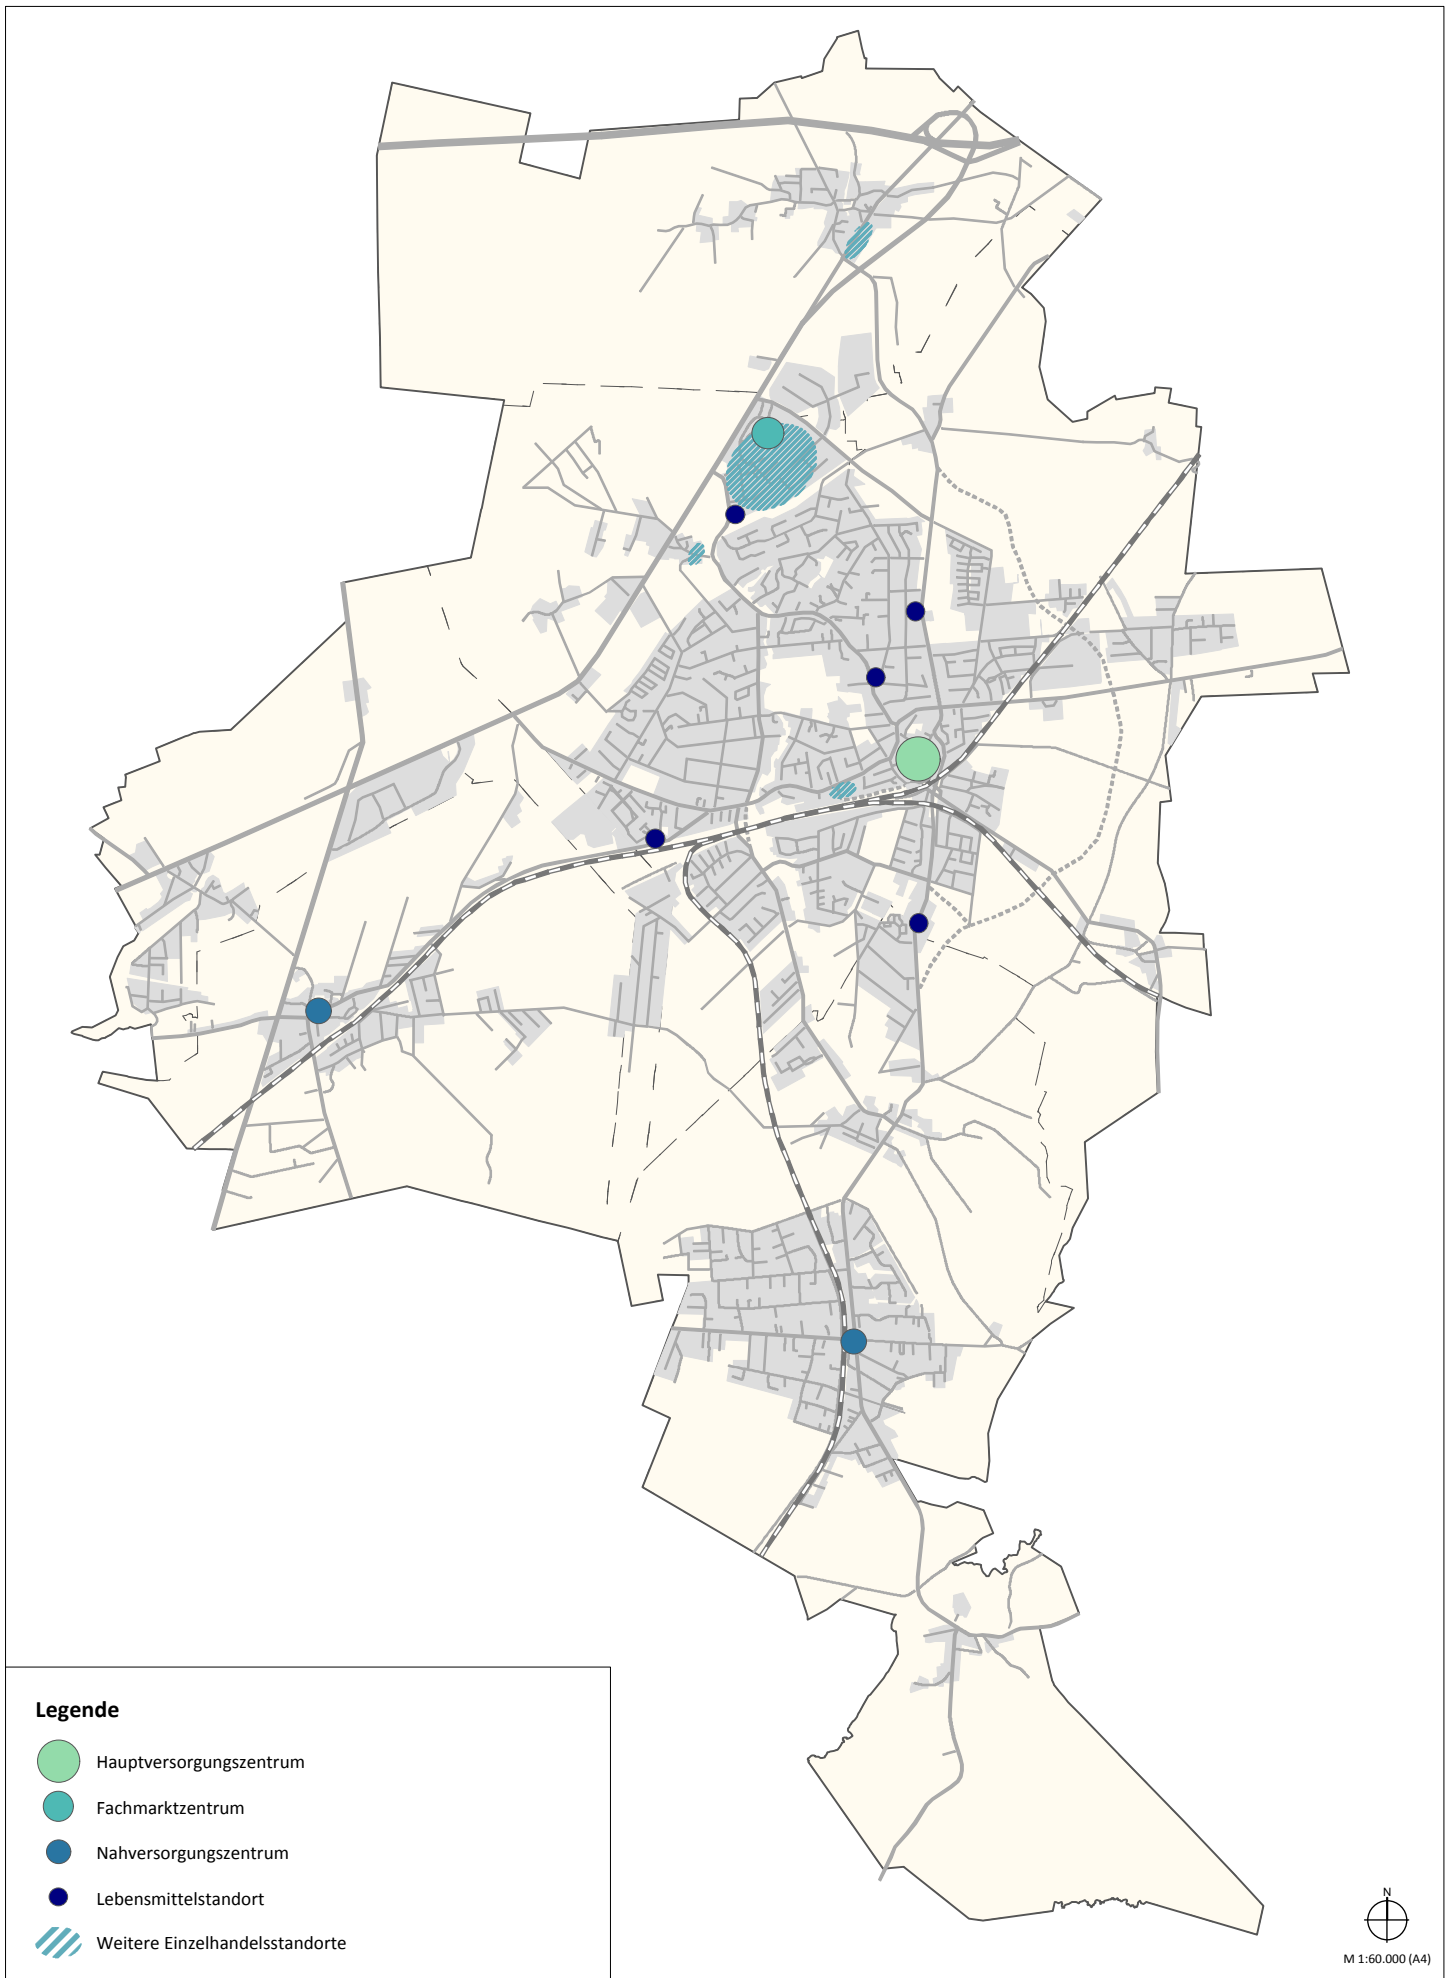 Legende
Hauptversorgungszentrum
Fachmarktzentrum
Nahversorgungszentrum
Lebensmittelstandort
Weitere Einzelhandelsstandorte
N
M 1:60.000 (A4)